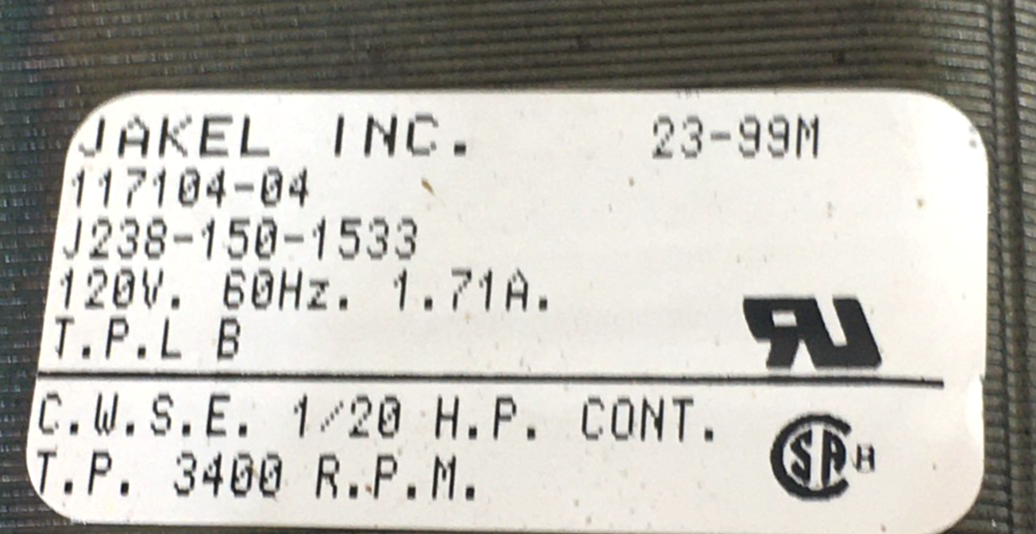 JAKEL INC. 23-99M
117104-04
J238-150-1533
120V. 60Hz. 1.71A.
T.P.L B
C.W.S.E. 1/20 H.P. CONT.
T.P. 3400 R.P.M.